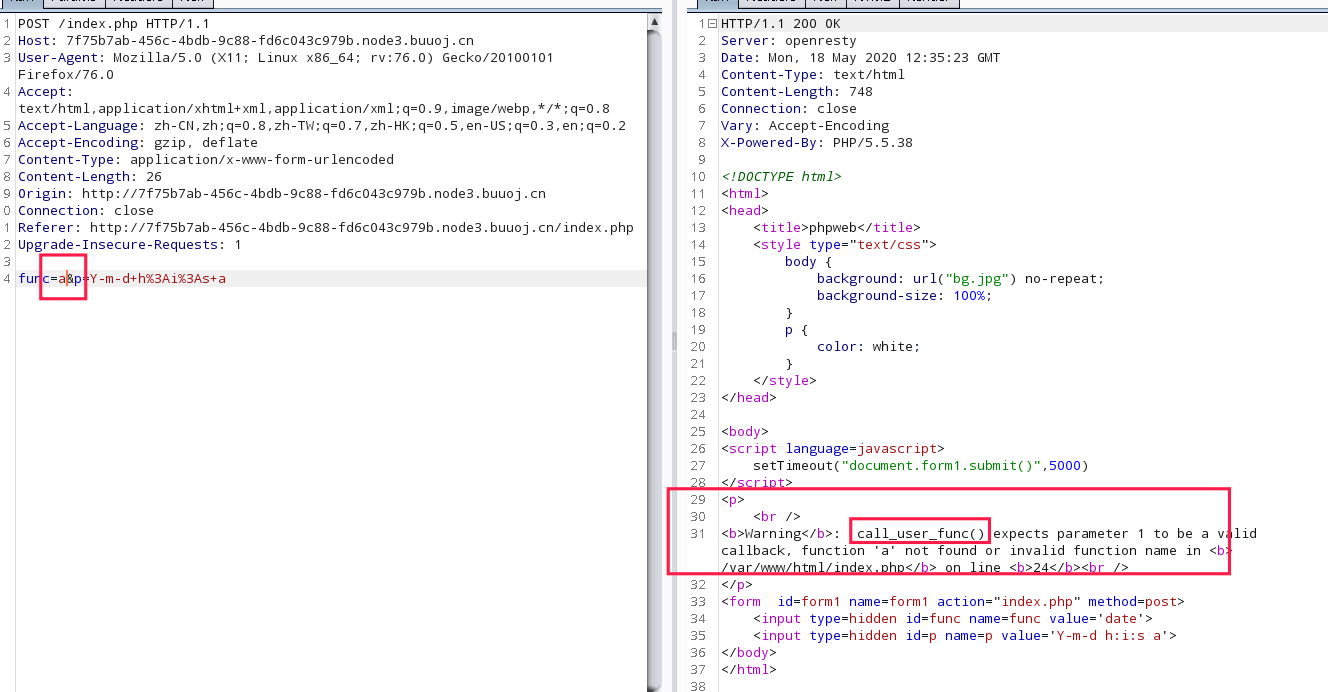 1 POST /index.php HTTP/1.1
2 Host: 7f75b7ab-456c-4bdb-9c88-fd6c043c979b.node3.buuoj.cn
3 User-Agent: Mozilla/5.0 (X11; Linux x86_64; rv:76.0) Gecko/20100101
Firefox/76.0
4 Accept:
text/html,application/xhtml+xml,application/xml;q=0.9,image/webp,*/*;q=0.8
5 Accept-Language: zh-CN,zh;q=0.8,zh-TW;q=0.7,zh-HK;q=0.5,en-US;q=0.3,en;q=0.2
6 Accept-Encoding: gzip, deflate
7 Content-Type: application/x-www-form-urlencoded
8 Content-Length: 26
9 Origin: http://7f75b7ab-456c-4bdb-9c88-fd6c043c979b.node3.buuoj.cn
0 Connection: close
1 Referer: http://7f75b7ab-456c-4bdb-9c88-fd6c043c979b.node3.buuoj.cn/index.php
2 Upgrade-Insecure-Requests: 1
3
4 func=a&p=Y-m-d+h%3Ai%3As+a
1 HTTP/1.1 200 OK
2 Server: openresty
3 Date: Mon, 18 May 2020 12:35:23 GMT
4 Content-Type: text/html
5 Content-Length: 748
6 Connection: close
7 Vary: Accept-Encoding
8 X-Powered-By: PHP/5.5.38
9
10 <!DOCTYPE html>
11 <html>
12 <head>
13 <title>phpweb</title>
14 <style type="text/css">
15 body {
16 background: url("bg.jpg") no-repeat;
17 background-size: 100%;
18 }
19 p {
20 color: white;
21 }
22 </style>
23 </head>
24
25 <body>
26 <script language=javascript>
27 setTimeout("document.form1.submit()",5000)
28 </script>
29 <p>
30 <br />
31 <b>Warning</b>: call_user_func() expects parameter 1 to be a valid
callback, function 'a' not found or invalid function name in <b>
/var/www/html/index.php</b> on line <b>24</b><br />
32 </p>
33 <form  id=form1 name=form1 action="index.php" method=post>
34 <input type=hidden id=func name=func value='date'>
35 <input type=hidden id=p name=p value='Y-m-d h:i:s a'>
36 </body>
37 </html>
38